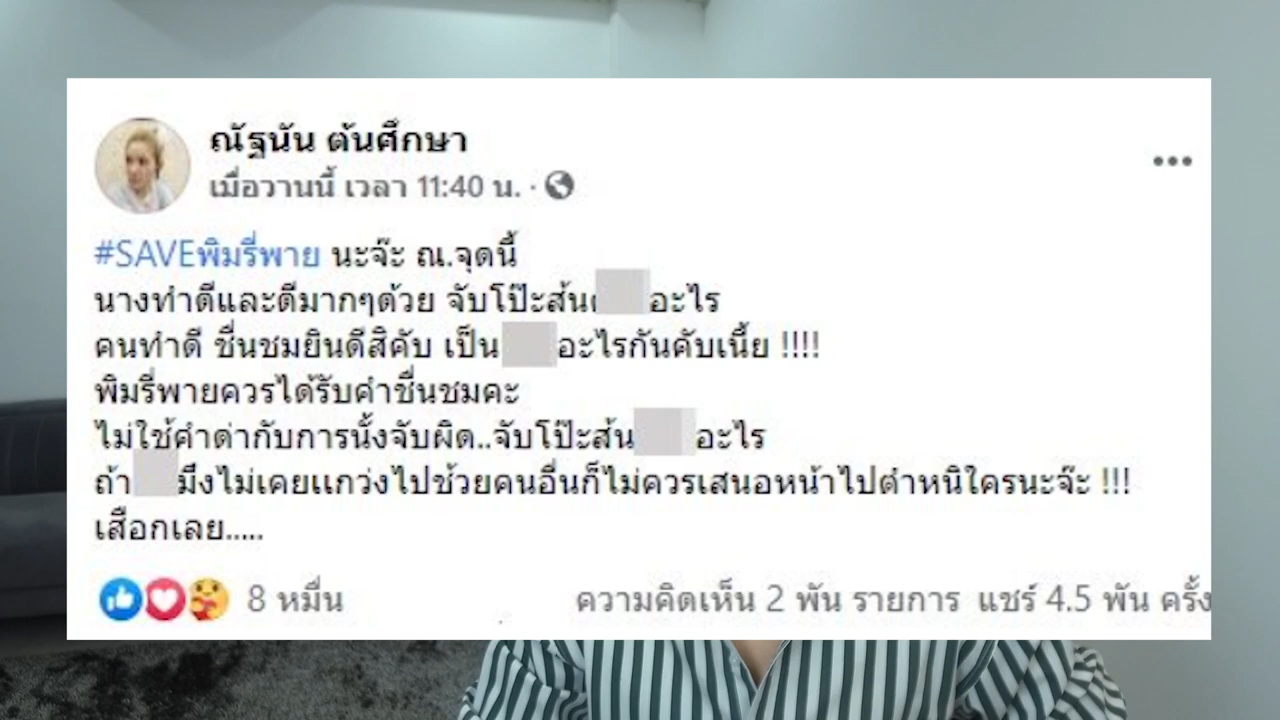 ณัฐนัน ต้นศึกษา
เมื่อวานนี้ เวลา 11:40 น. ·
#SAVEพิมรี่พาย นะจ๊ะ ณ.จุดนี้
นางทำดีและดีมากๆด้วย จับโป๊ะส้น อะไร
คนทำดี ชื่นชมยินดีสิคับ เป็น อะไรกันคับเนี้ย !!!!
พิมรี่พายควรได้รับคำชื่นชมคะ
ไม่ใช้คำด่ากับการนั้งจับผิด..จับโป๊ะส้น อะไร
ถ้า มึงไม่เคยแกว่งไปช้วยคนอื่นก็ไม่ควรเสนอหน้าไปตำหนิใครนะจ๊ะ !!!
เสือกเลย.....
8 หมื่น
ความคิดเห็น 2 พัน รายการ แชร์ 4.5 พัน ครั้ง